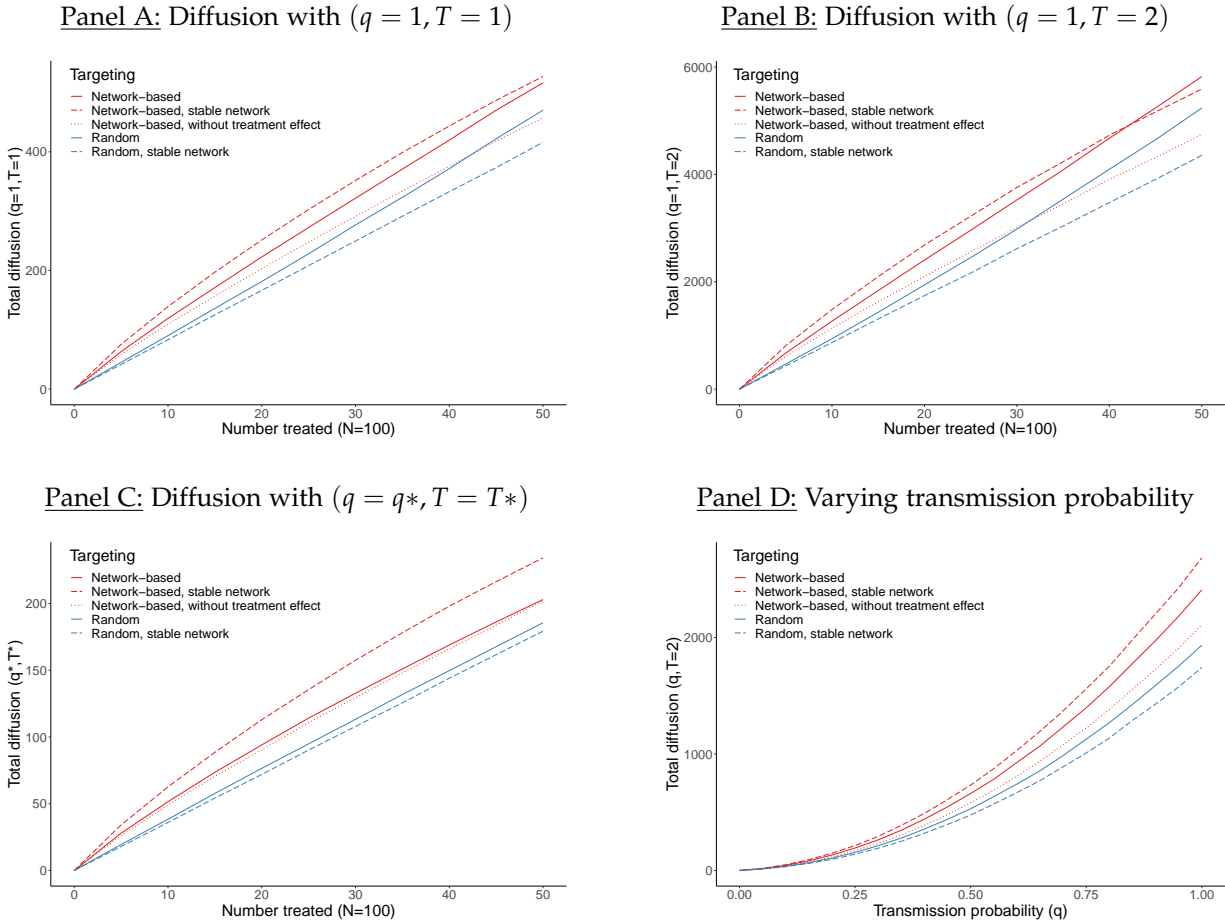 Panel A: Diffusion with (q = 1, T = 1)
Total diffusion (q=1,T=1)
400
200
0
Targeting
Network−based
Network−based, stable network
Network−based, without treatment effect
Random
Random, stable network
0 10 20 30 40 50
Number treated (N=100)
Panel B: Diffusion with (q = 1, T = 2)
Total diffusion (q=1,T=2)
6000
4000
2000
0
Targeting
Network−based
Network−based, stable network
Network−based, without treatment effect
Random
Random, stable network
0 10 20 30 40 50
Number treated (N=100)
Panel C: Diffusion with (q = q∗, T = T∗)
Total diffusion (q*,T*)
200
150
100
50
0
Targeting
Network−based
Network−based, stable network
Network−based, without treatment effect
Random
Random, stable network
0 10 20 30 40 50
Number treated (N=100)
Panel D: Varying transmission probability
Total diffusion (q,T=2)
2000
1000
0
Targeting
Network−based
Network−based, stable network
Network−based, without treatment effect
Random
Random, stable network
0.00 0.25 0.50 0.75 1.00
Transmission probability (q)